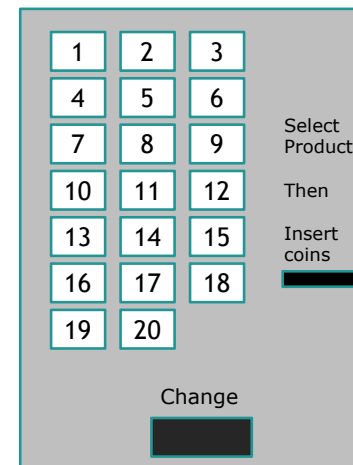 1 2 3
4 5 6
7 8 9
10 11 12
13 14 15
16 17 18
19 20
Select
Product
Then
Insert
coins
Change